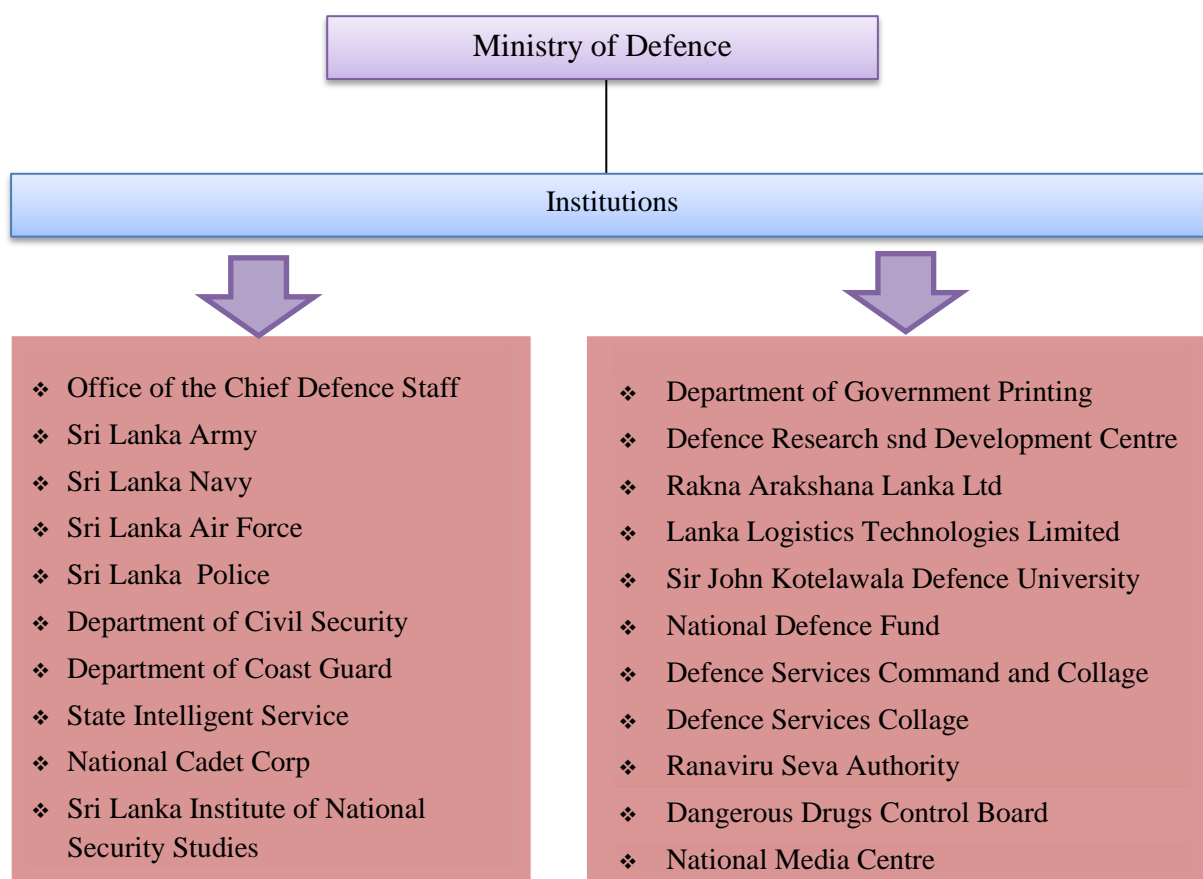 Ministry of Defence
Institutions
❖ Office of the Chief Defence Staff
❖ Sri Lanka Army
❖ Sri Lanka Navy
❖ Sri Lanka Air Force
❖ Sri Lanka  Police
❖ Department of Civil Security
❖ Department of Coast Guard
❖ State Intelligent Service
❖ National Cadet Corp
❖ Sri Lanka Institute of National
Security Studies
❖ Department of Government Printing
❖ Defence Research snd Development Centre
❖ Rakna Arakshana Lanka Ltd
❖ Lanka Logistics Technologies Limited
❖ Sir John Kotelawala Defence University
❖ National Defence Fund
❖ Defence Services Command and Collage
❖ Defence Services Collage
❖ Ranaviru Seva Authority
❖ Dangerous Drugs Control Board
❖ National Media Centre